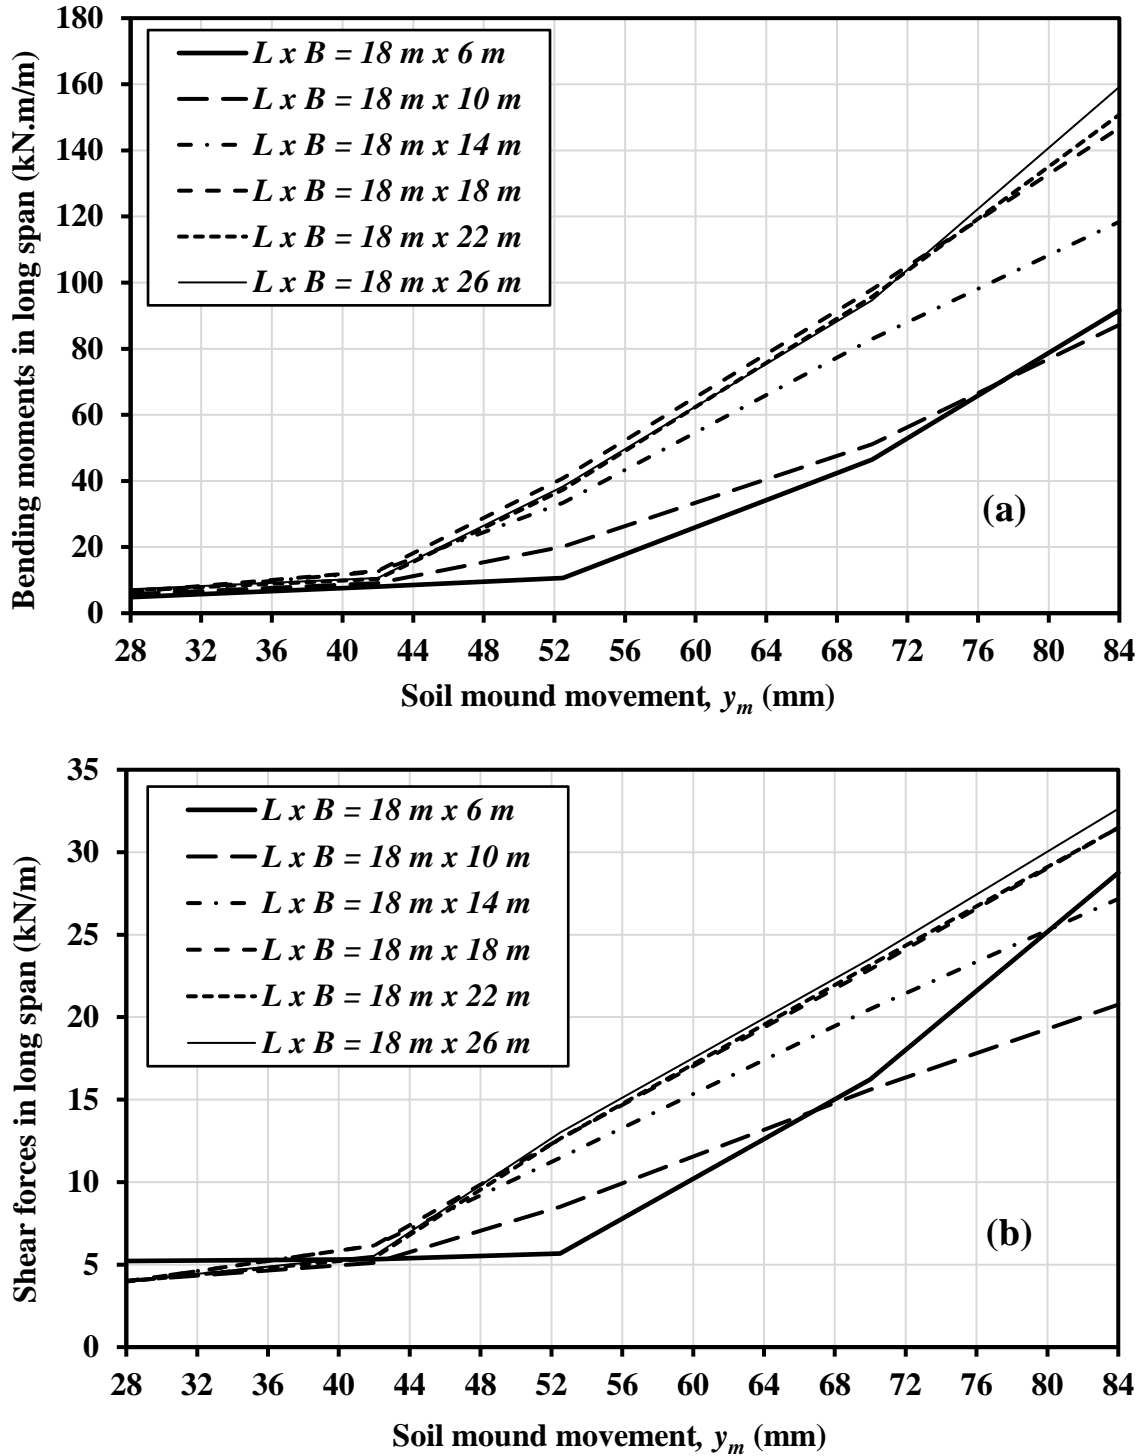 Bending moments in long span (kN.m/m)
180
160
140
120
100
80
60
40
20
0
L x B = 18 m x 6 m
L x B = 18 m x 10 m
L x B = 18 m x 14 m
L x B = 18 m x 18 m
L x B = 18 m x 22 m
L x B = 18 m x 26 m
(a)
28 32 36 40 44 48 52 56 60 64 68 72 76 80 84
Soil mound movement, yₘ (mm)
Shear forces in long span (kN/m)
35
30
25
20
15
10
5
0
L x B = 18 m x 6 m
L x B = 18 m x 10 m
L x B = 18 m x 14 m
L x B = 18 m x 18 m
L x B = 18 m x 22 m
L x B = 18 m x 26 m
(b)
28 32 36 40 44 48 52 56 60 64 68 72 76 80 84
Soil mound movement, yₘ (mm)